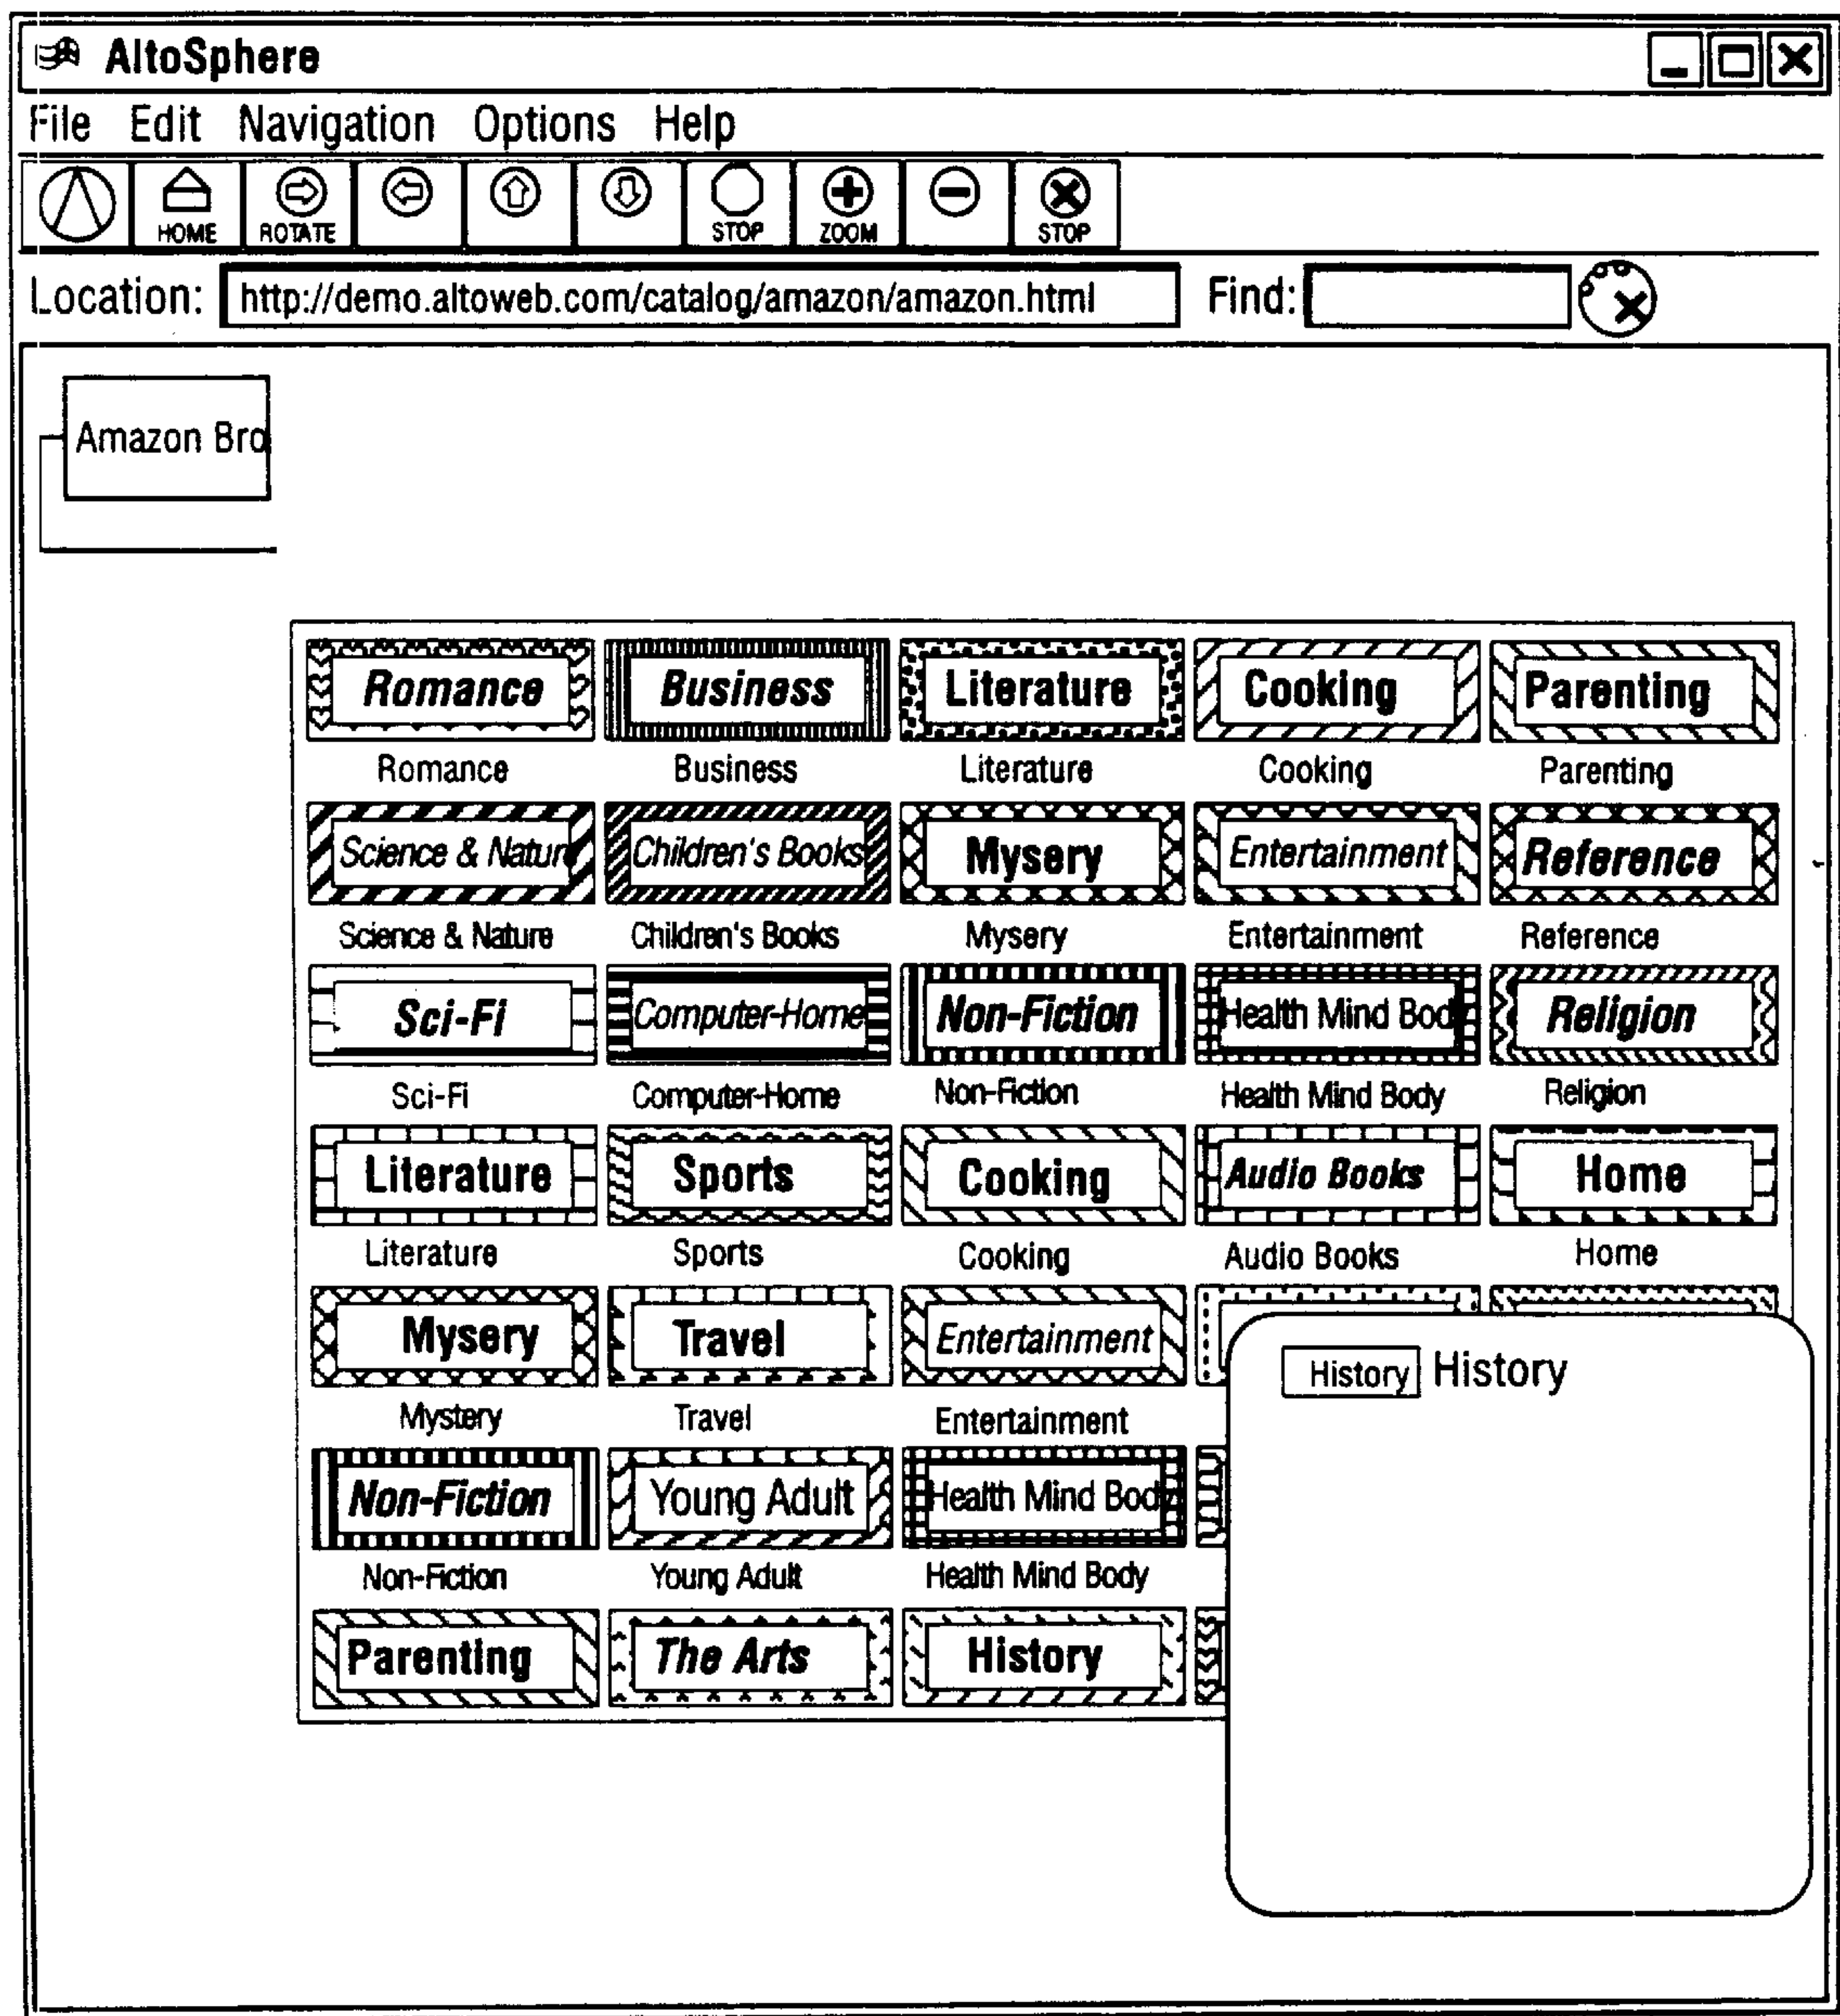 AltoSphere
File Edit Navigation Options Help
HOME ROTATE STOP ZOOM STOP
Location: http://demo.altoweb.com/catalog/amazon/amazon.html Find:
Amazon Bro
Romance Business Literature Cooking Parenting
Romance Business Literature Cooking Parenting
Science & Natur Children's Books Mysery Entertainment Reference
Science & Nature Children's Books Mysery Entertainment Reference
Sci-Fi Computer-Home Non-Fiction Health Mind Body Religion
Sci-Fi Computer-Home Non-Fiction Health Mind Body Religion
Literature Sports Cooking Audio Books Home
Literature Sports Cooking Audio Books Home
Mysery Travel Entertainment
History History
Mystery Travel Entertainment
Non-Fiction Young Adult Health Mind Body
Non-Fiction Young Adult Health Mind Body
Parenting The Arts History